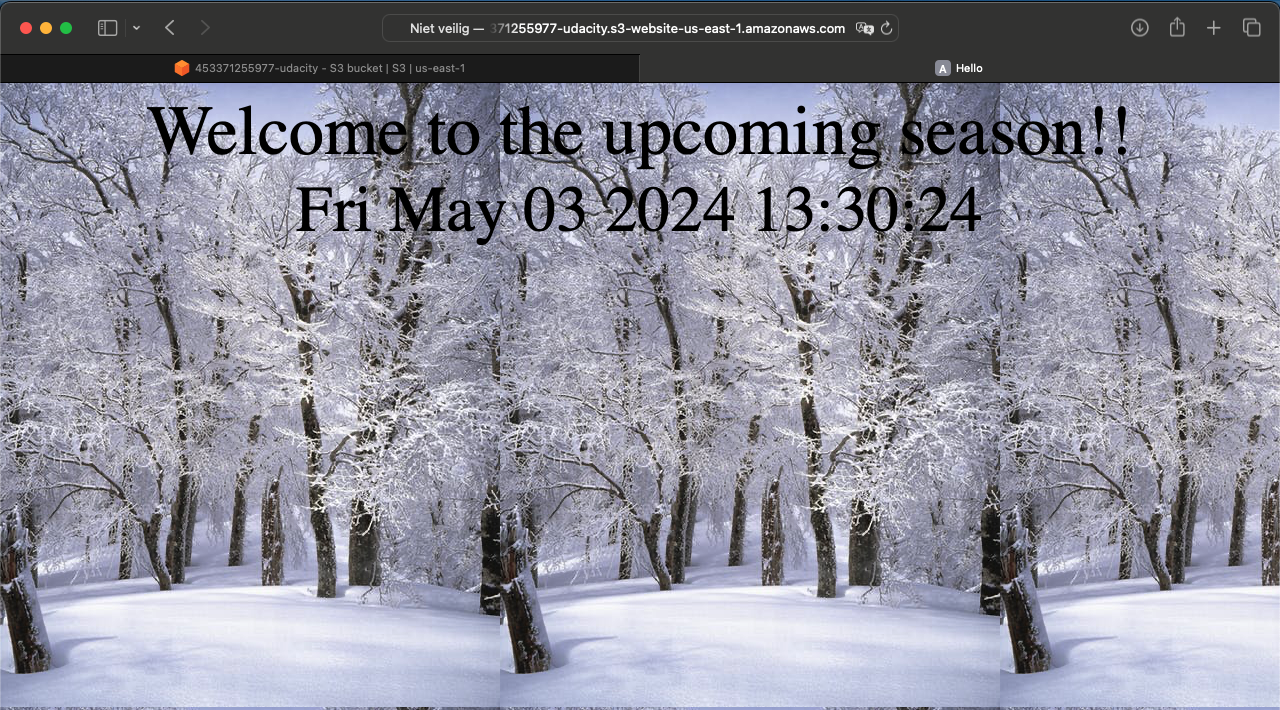 Niet veilig — 371255977-udacity.s3-website-us-east-1.amazonaws.com
453371255977-udacity - S3 bucket | S3 | us-east-1
A Hello
Welcome to the upcoming season!!
Fri May 03 2024 13:30:24